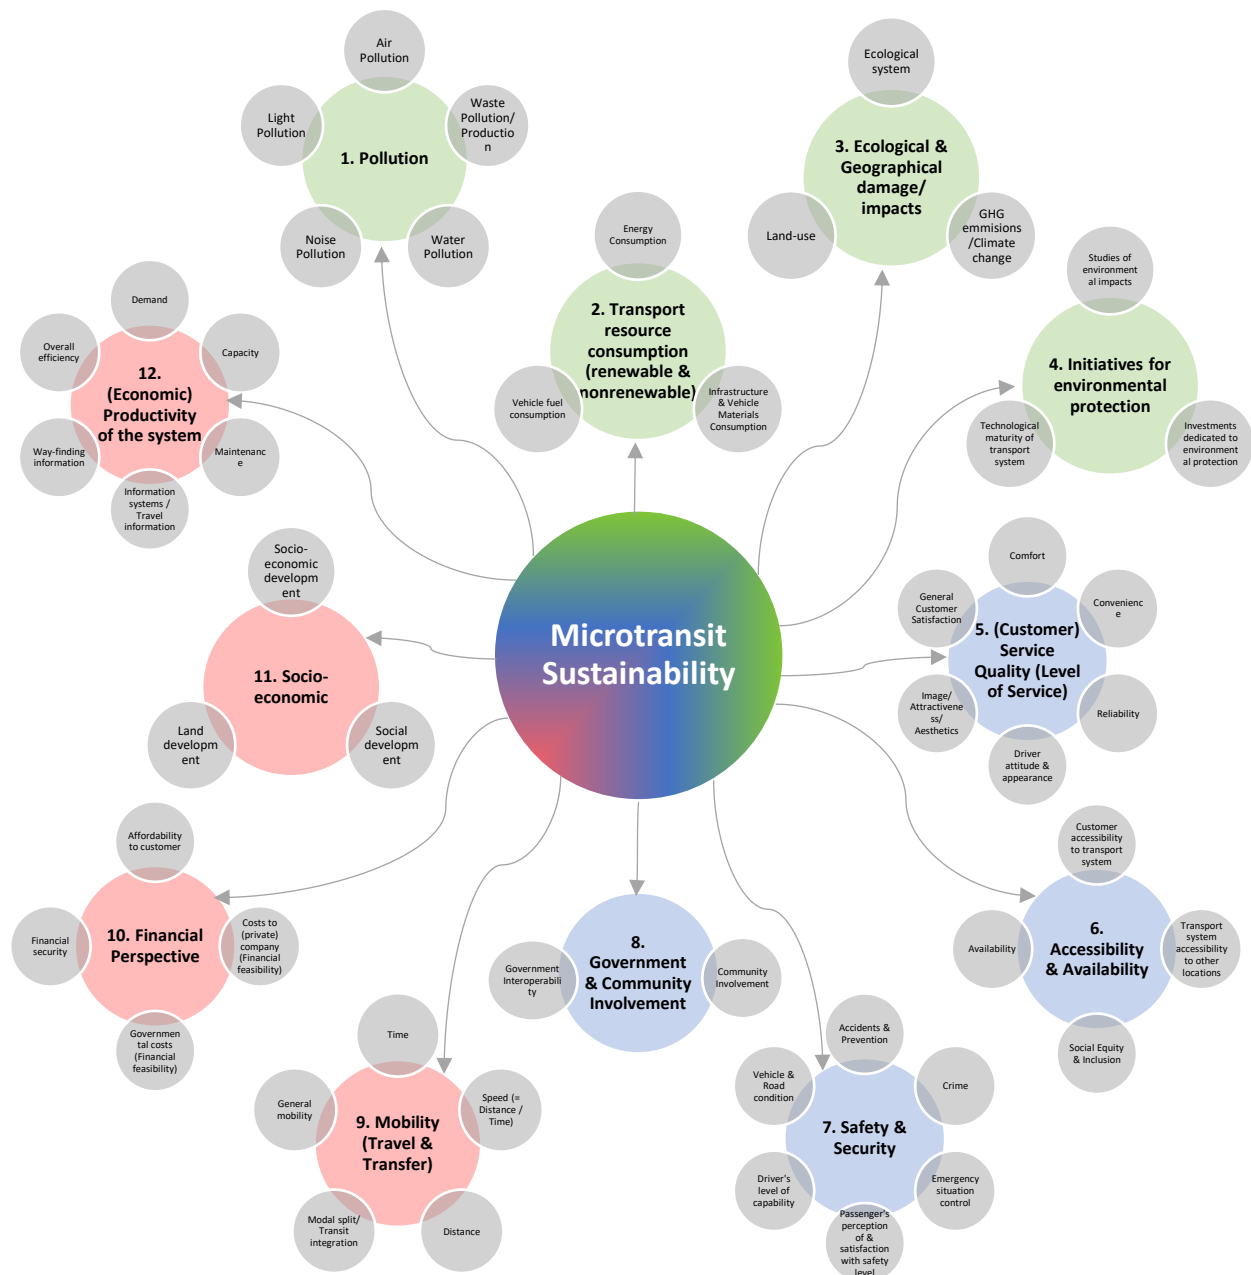 Microtransit
Sustainability
1. Pollution
Air
Pollution
Waste
Pollution/
Productio
n
Water
Pollution
Noise
Pollution
Light
Pollution
2. Transport
resource
consumption
(renewable &
nonrenewable)
Energy
Consumption
Infrastructure
& Vehicle
Materials
Consumption
Vehicle fuel
consumption
3. Ecological &
Geographical
damage/
impacts
Ecological
system
GHG
emmisions
/Climate
change
Land-use
4. Initiatives for
environmental
protection
Studies of
environment
al impacts
Investments
dedicated to
environment
al protection
Technological
maturity of
transport
system
5. (Customer)
Service
Quality (Level
of Service)
Comfort
Convenienc
e
Reliability
Driver
attitude &
appearance
Image/
Attractivene
ss/
Aesthetics
General
Customer
Satisfaction
6.
Accessibility
& Availability
Customer
accessibility
to transport
system
Transport
system
accessibility
to other
locations
Social Equity
& Inclusion
Availability
7. Safety &
Security
Accidents &
Prevention
Crime
Emergency
situation
control
Passenger's
perception
of &
satisfaction
with safety
level
Driver's
level of
capability
Vehicle &
Road
condition
8.
Government
& Community
Involvement
Community
Involvement
Government
Interoperabili
ty
9. Mobility
(Travel &
Transfer)
Time
Speed (=
Distance /
Time)
Distance
Modal split/
Transit
integration
General
mobility
10. Financial
Perspective
Affordability
to customer
Costs to
(private)
company
(Financial
feasibility)
Governmen
tal costs
(Financial
feasibility)
Financial
security
11. Socio-
economic
Socio-
economic
developm
ent
Social
developm
ent
Land
developm
ent
12.
(Economic)
Productivity
of the system
Demand
Capacity
Maintenanc
e
Information
systems /
Travel
information
Way-finding
information
Overall
efficiency